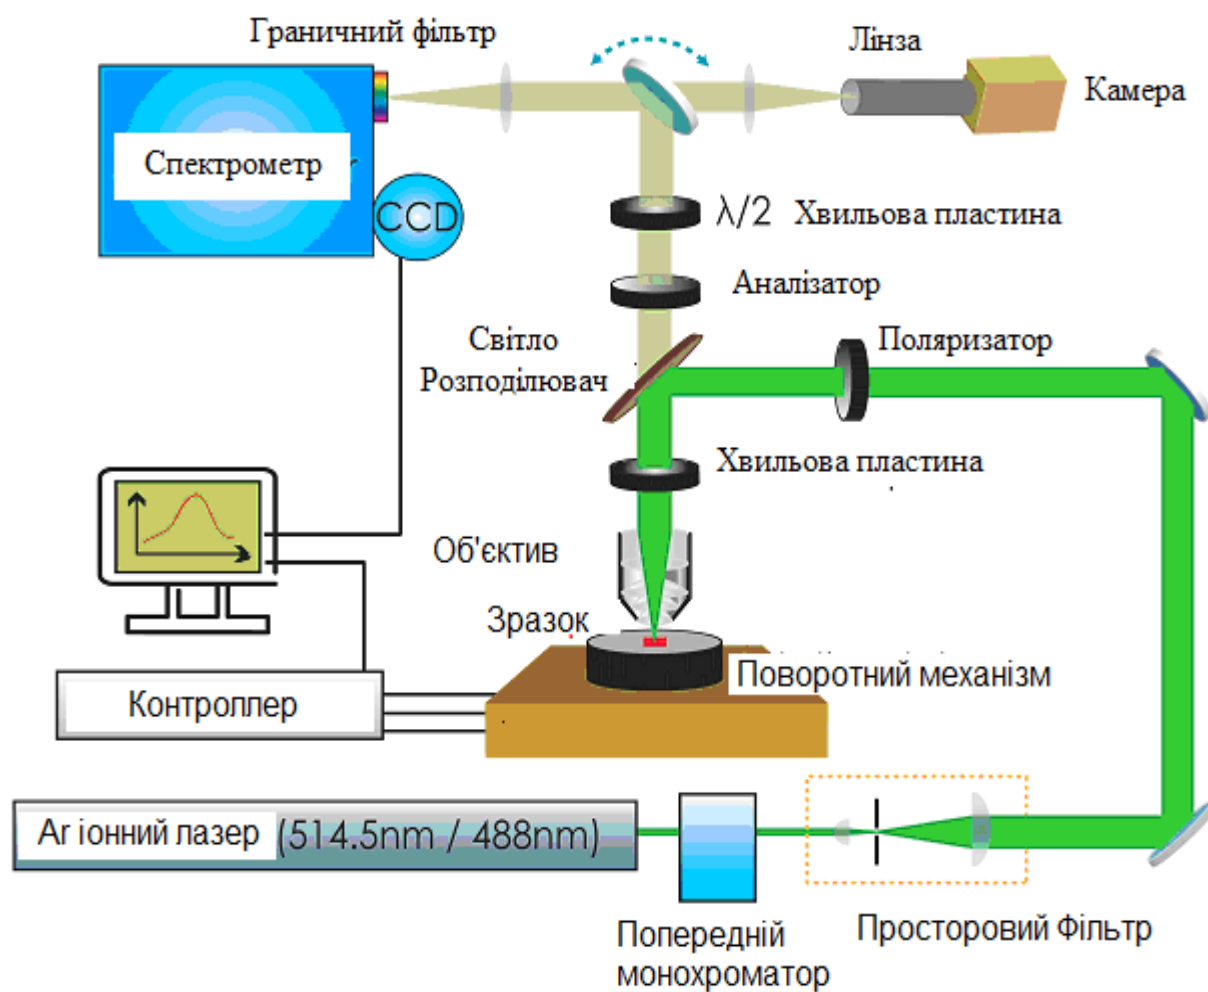 Граничний фільтр
Лінза
Камера
Спектрометр
CCD
λ/2 Хвильова пластина
Аналізатор
Світло
Розподілювач
Поляризатор
Хвильова пластина
Об'єктив
Зразок
Поворотний механізм
Контроллер
Ar іонний лазер (514.5nm / 488nm)
Попередній
монохроматор
Просторовий Фільтр